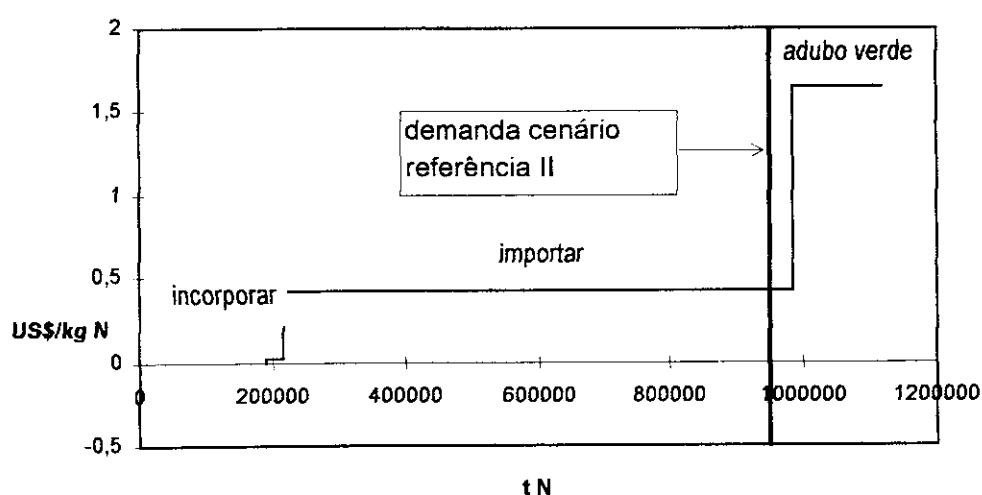 2
adubo verde
1,5
demanda cenário
referência II
1
importar
0,5
incorporar
US$/kg N
0
0 200000 400000 600000 800000 1000000 1200000
-0,5
t N